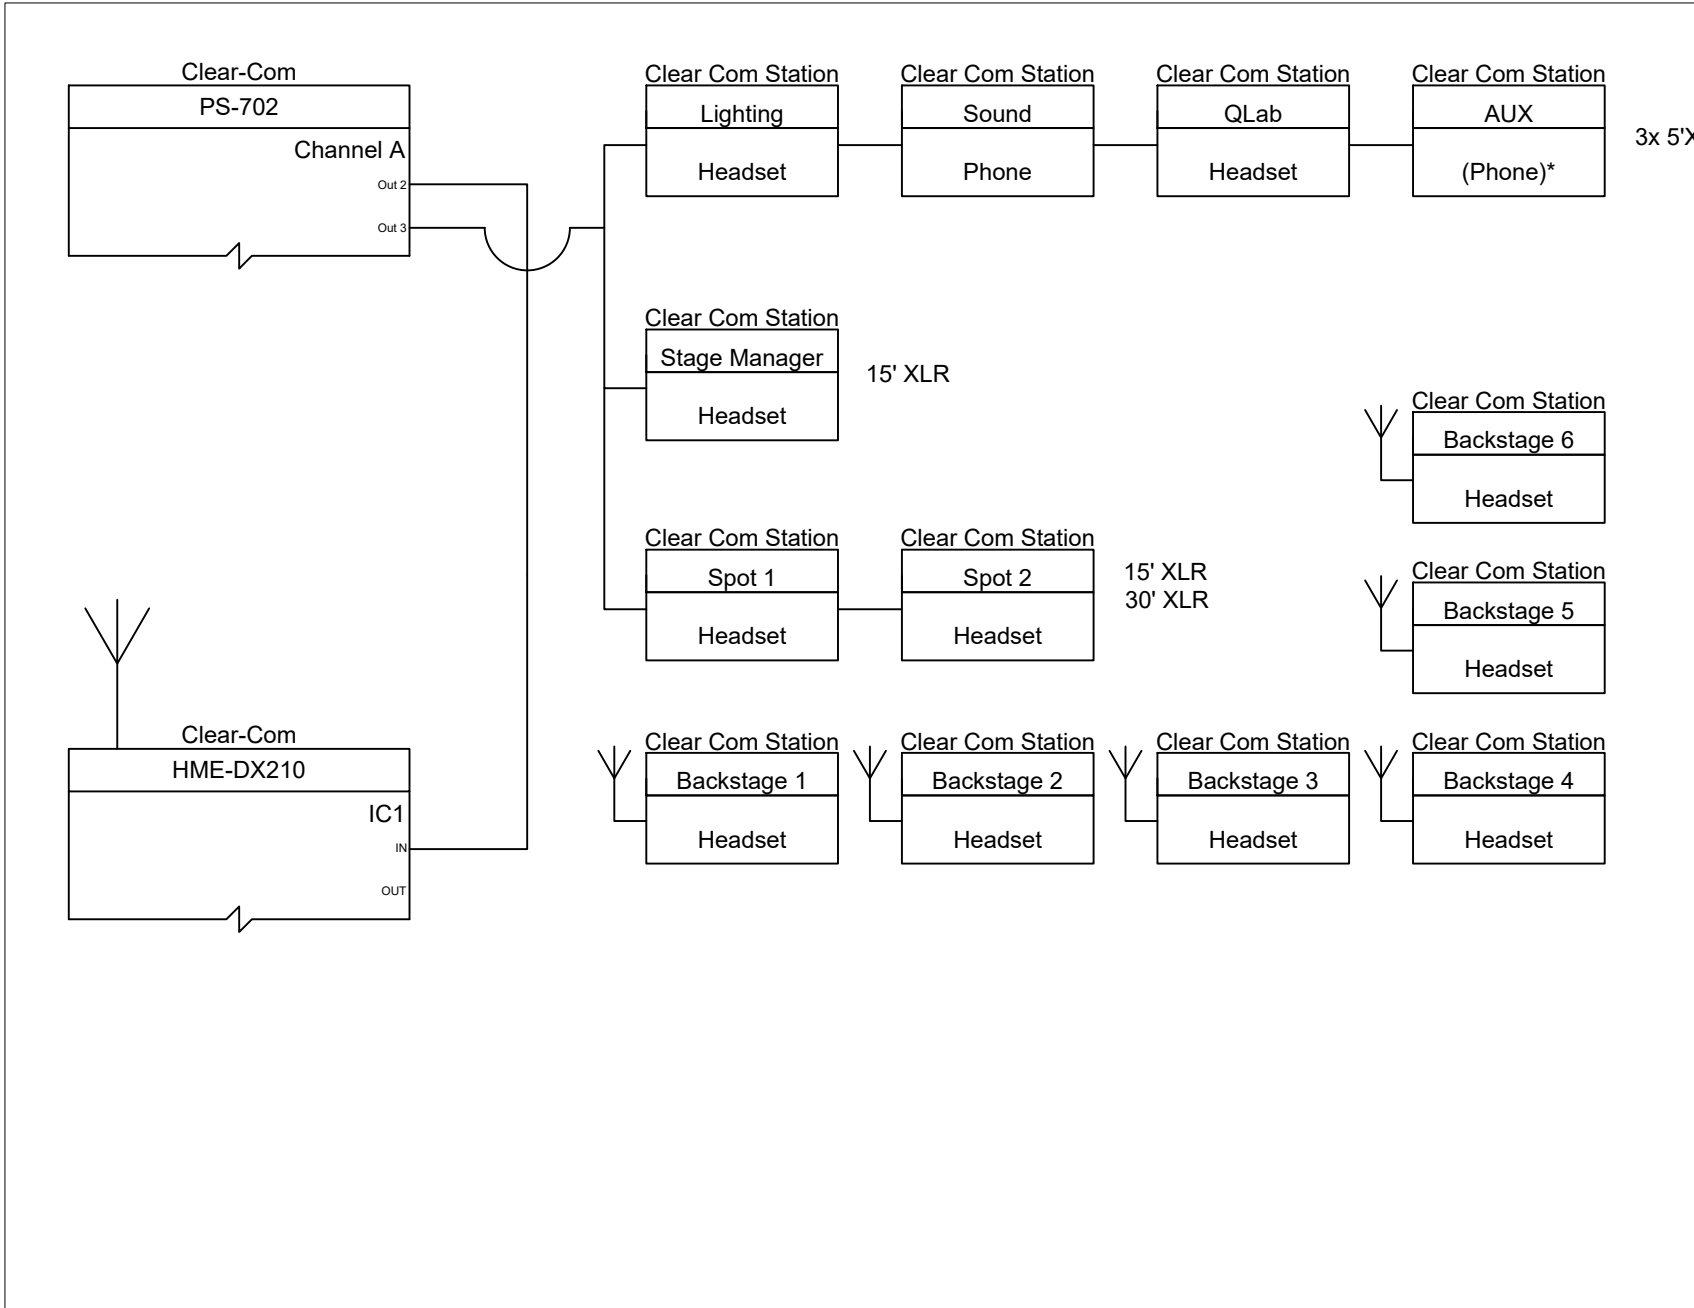 Clear-Com
PS-702
Channel A
Out 2
Out 3
Clear Com Station
Lighting
Headset
Clear Com Station
Sound
Phone
Clear Com Station
QLab
Headset
Clear Com Station
AUX
(Phone)*
3x 5'X
Clear Com Station
Stage Manager
Headset
15' XLR
Clear Com Station
Spot 1
Headset
Clear Com Station
Spot 2
Headset
15' XLR
30' XLR
Clear Com Station
Backstage 6
Headset
Clear Com Station
Backstage 5
Headset
Clear-Com
HME-DX210
IC1
IN
OUT
Clear Com Station
Backstage 1
Headset
Clear Com Station
Backstage 2
Headset
Clear Com Station
Backstage 3
Headset
Clear Com Station
Backstage 4
Headset